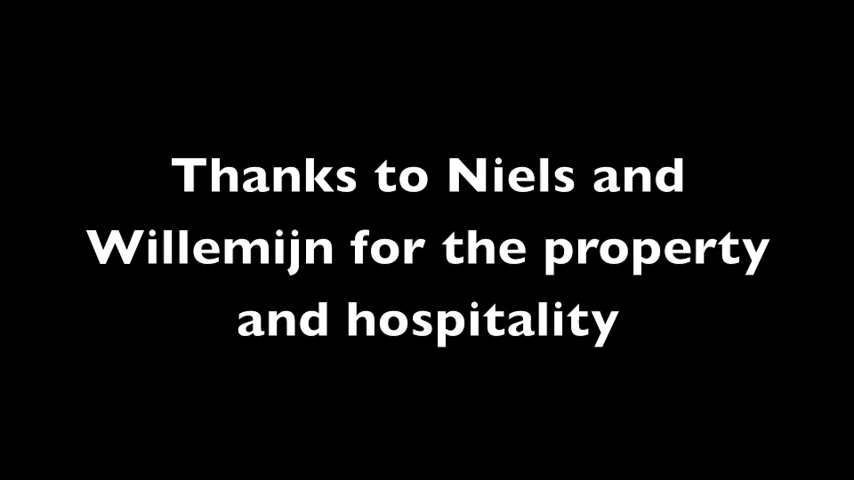 Thanks to Niels and
Willemijn for the property
and hospitality